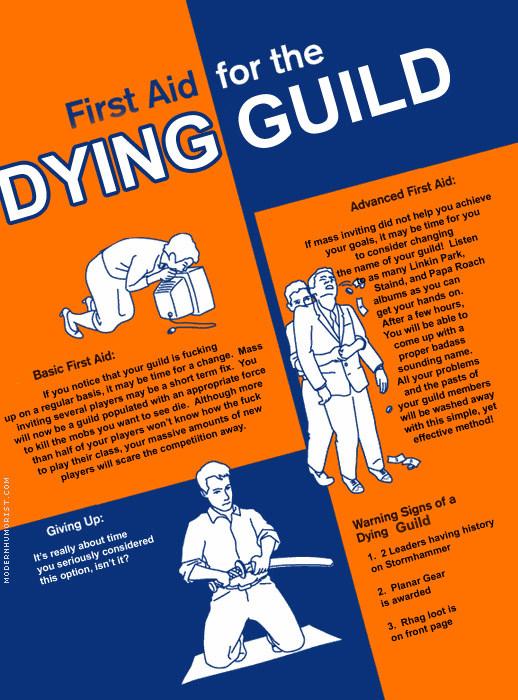 First Aid for the
DYING GUILD
Basic First Aid:
If you notice that your guild is fucking
up on a regular basis, it may be time for a change. Mass
inviting several players may be a short term fix. You
will now be a guild populated with an appropriate force
to kill the mobs you want to see die. Although more
than half of your players won't know how the fuck
to play their class, your massive amounts of new
players will scare the competiition away.
Advanced First Aid:
If mass inviting did not help you achieve
your goals, it may be time for you
to consider changing
the name of your guild! Listen
to as many Linkin Park,
Staind, and Papa Roach
albums as you can
get your hands on.
After a few hours,
You will be able to
come up with a
proper badass
sounding name.
All your problems
and the pasts of
your guild members
will be washed away
with this simple, yet
effective method!
Giving Up:
It's really about time
you seriously considered
this option, isn't it?
Warning Signs of a
Dying Guild
1. 2 Leaders having history
on Stormhammer
2. Planar Gear
is awarded
3. Rhag loot is
on front page
MODERNHUMORIST.COM